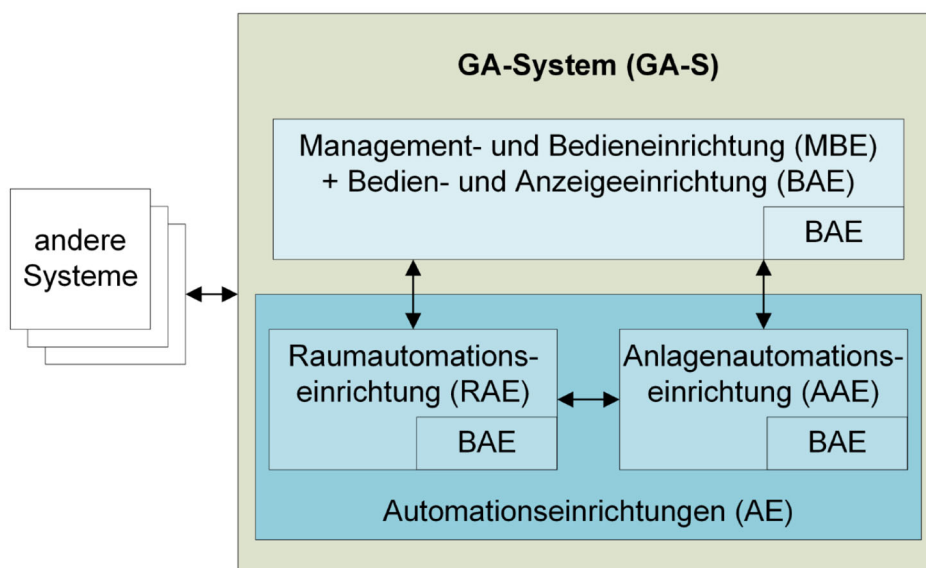 GA-System (GA-S)
Management- und Bedieneinrichtung (MBE)
+ Bedien- und Anzeigeeinrichtung (BAE)
BAE
andere
Systeme
Raumautomations-
einrichtung (RAE)
BAE
Anlagenautomations-
einrichtung (AAE)
BAE
Automationseinrichtungen (AE)